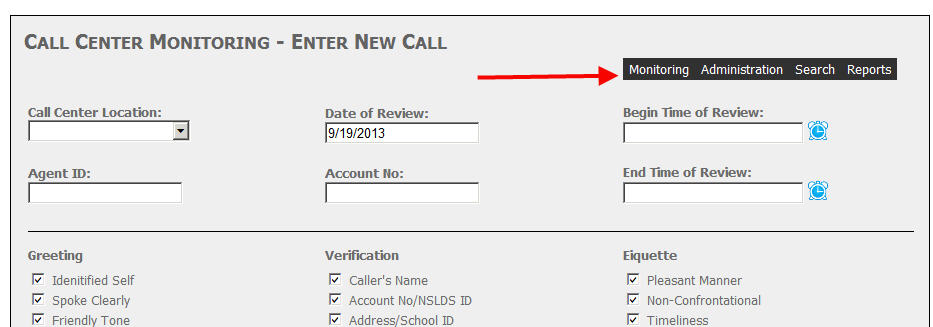 CALL CENTER MONITORING - ENTER NEW CALL
Monitoring Administration Search Reports
Call Center Location: Date of Review: Begin Time of Review:
9/19/2013
Agent ID: Account No: End Time of Review:
Greeting Verification Eiquette
Idenitified Self Caller's Name Pleasant Manner
Spoke Clearly Account No/NSLDS ID Non-Confrontational
Friendly Tone Address/School ID Timeliness